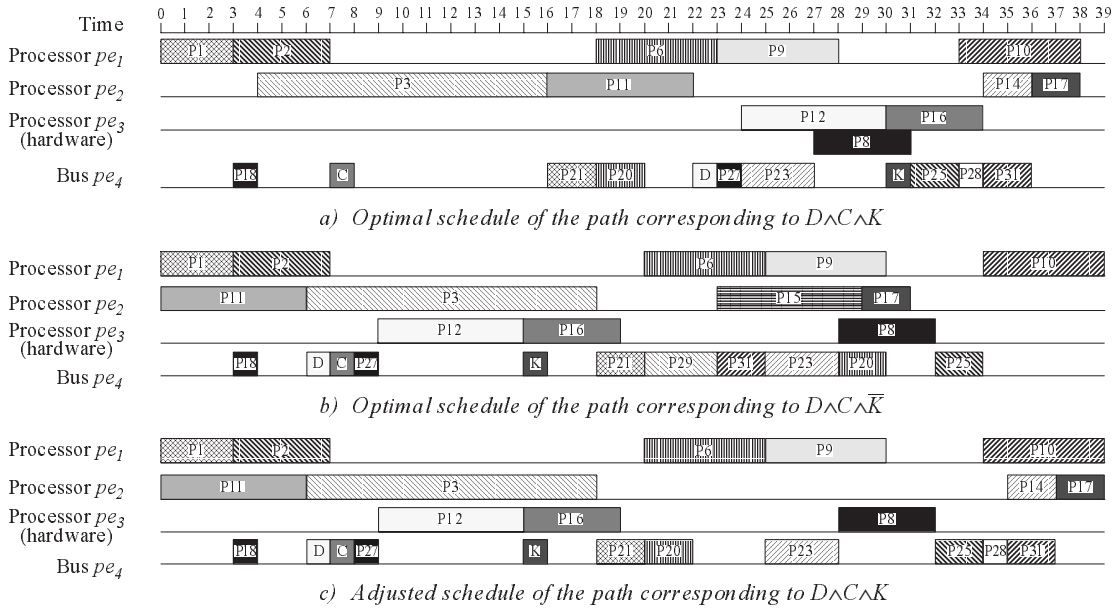 Time 0 1 2 3 4 5 6 7 8 9 10 11 12 13 14 15 16 17 18 19 20 21 22 23 24 25 26 27 28 29 30 31 32 33 34 35 36 37 38 39
Processor pe1 P1 P2 P6 P9 P10
Processor pe2 P3 P11 P14 P17
Processor pe3 P12 P16
(hardware) P8
Bus pe4 P18 C P21 P20 D P27 P23 K P25 P28 P31
a) Optimal schedule of the path corresponding to D∧C∧K
Processor pe1 P1 P2 P6 P9 P10
Processor pe2 P11 P3 P15 P17
Processor pe3 P12 P16 P8
(hardware)
Bus pe4 P18 D C P27 K P21 P29 P31 P23 P20 P25
b) Optimal schedule of the path corresponding to D∧C∧K̅
Processor pe1 P1 P2 P6 P9 P10
Processor pe2 P11 P3 P14 P17
Processor pe3 P12 P16 P8
(hardware)
Bus pe4 P18 D C P27 K P21 P20 P23 P25 P28 P31
c) Adjusted schedule of the path corresponding to D∧C∧K